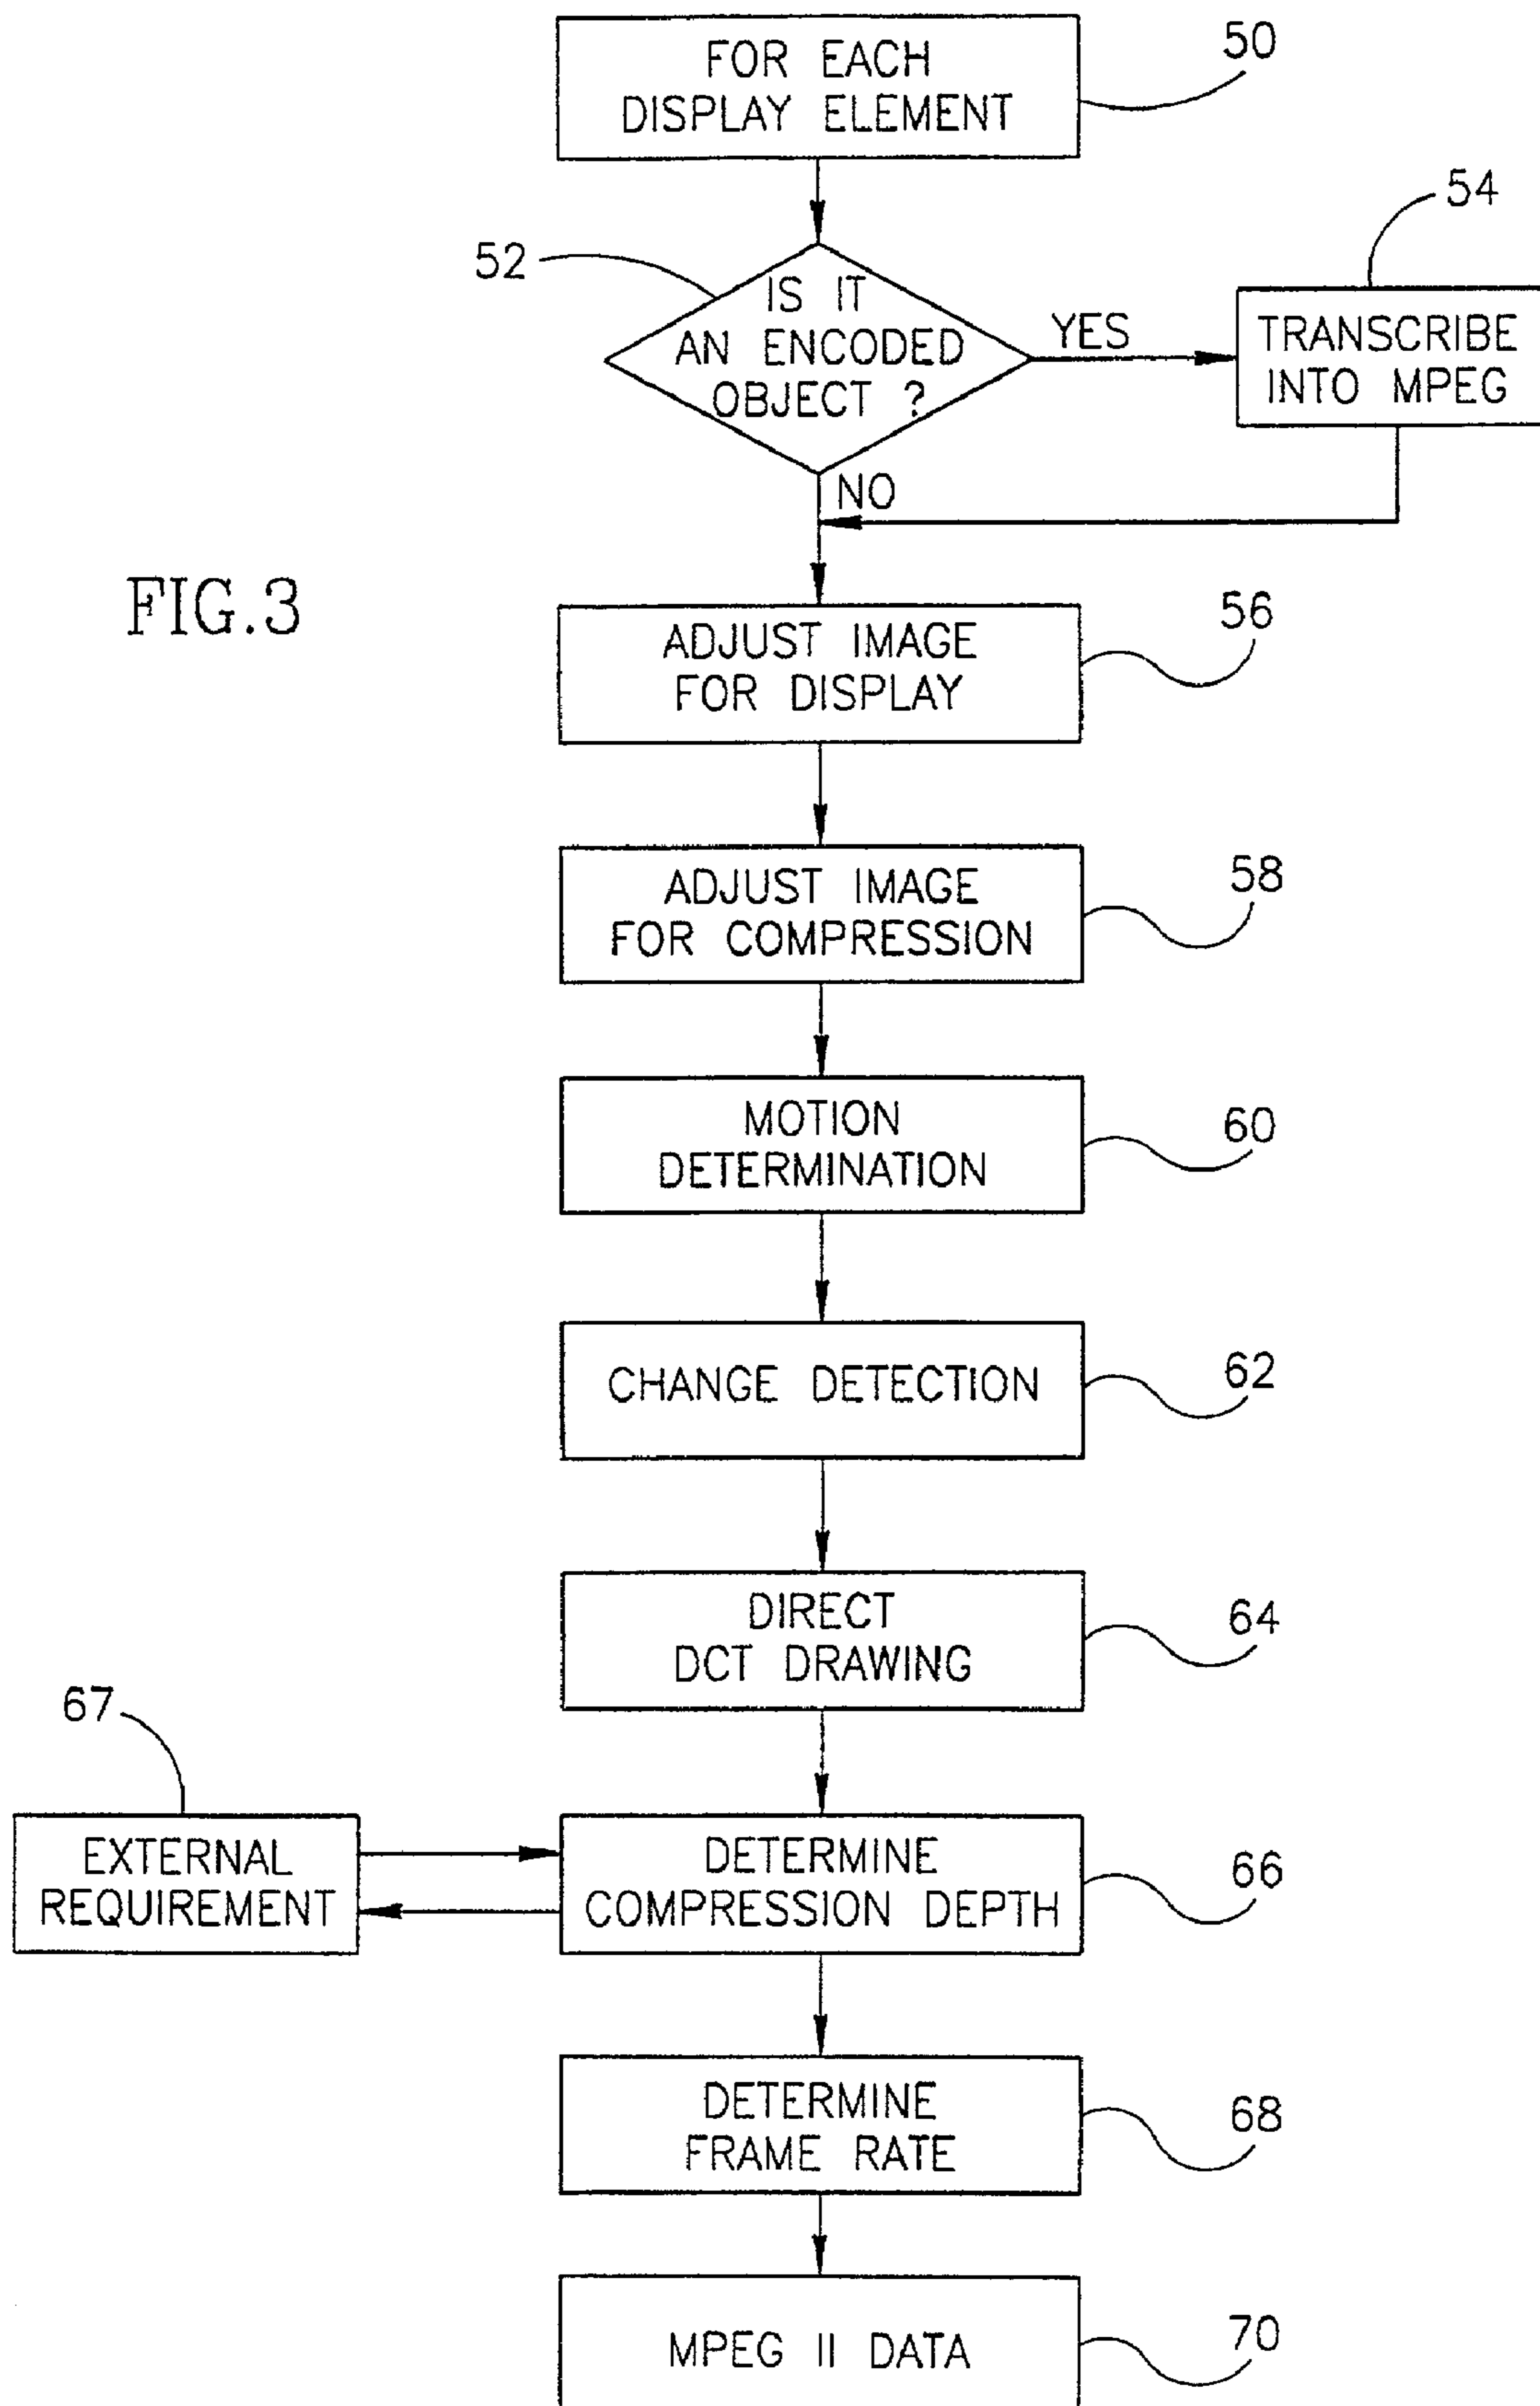 FOR EACH
DISPLAY ELEMENT
50
52
IS IT
AN ENCODED
OBJECT ?
YES
54
TRANSCRIBE
INTO MPEG
NO
FIG.3
ADJUST IMAGE
FOR DISPLAY
56
ADJUST IMAGE
FOR COMPRESSION
58
MOTION
DETERMINATION
60
CHANGE DETECTION
62
DIRECT
DCT DRAWING
64
67
EXTERNAL
REQUIREMENT
DETERMINE
COMPRESSION DEPTH
66
DETERMINE
FRAME RATE
68
MPEG II DATA
70